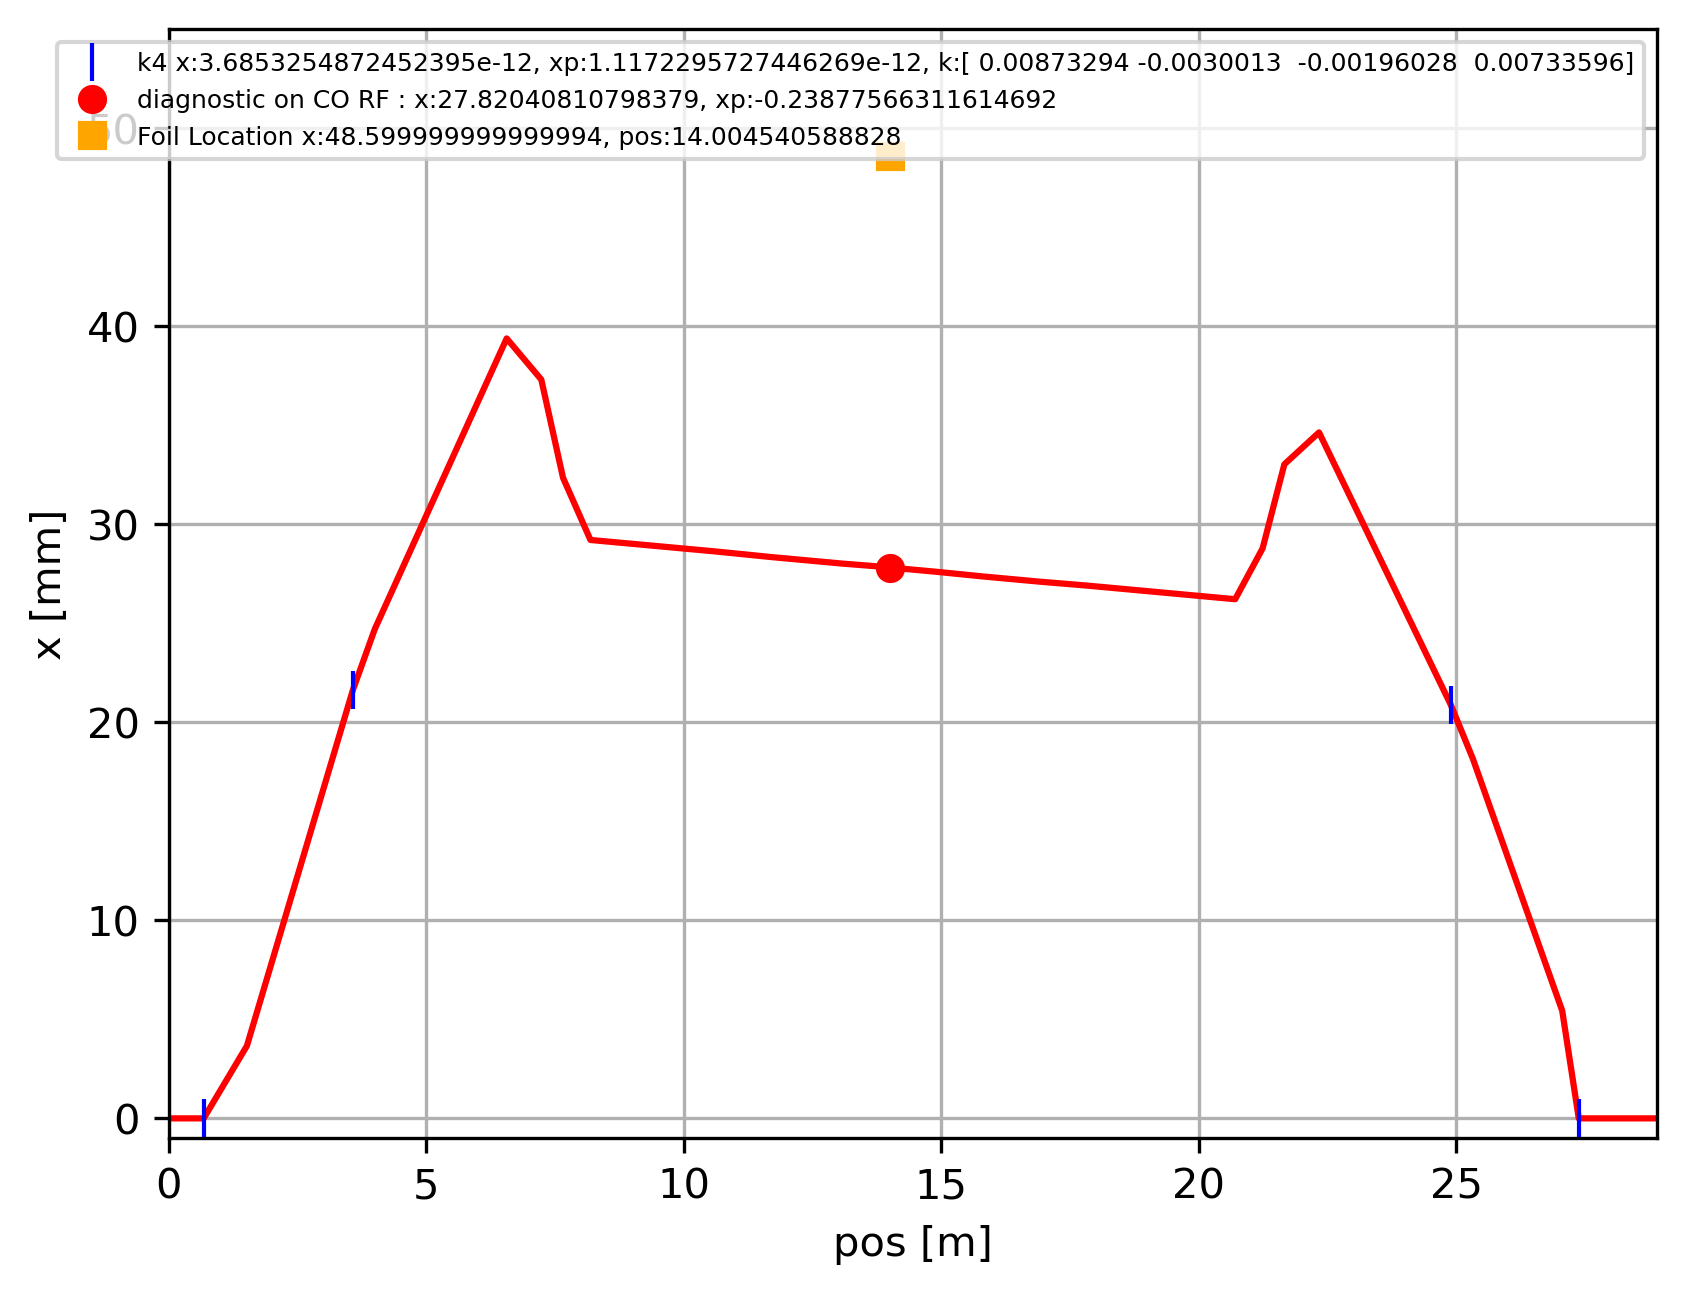 k4 x:3.6853254872452395e-12, xp:1.1172295727446269e-12, k:[ 0.00873294 -0.0030013  -0.00196028  0.00733596]
diagnostic on CO RF : x:27.82040810798379, xp:-0.23877566311614692
Foil Location x:48.599999999999994, pos:14.004540588828
50
40
30
20
10
0
x [mm]
0 5 10 15 20 25
pos [m]